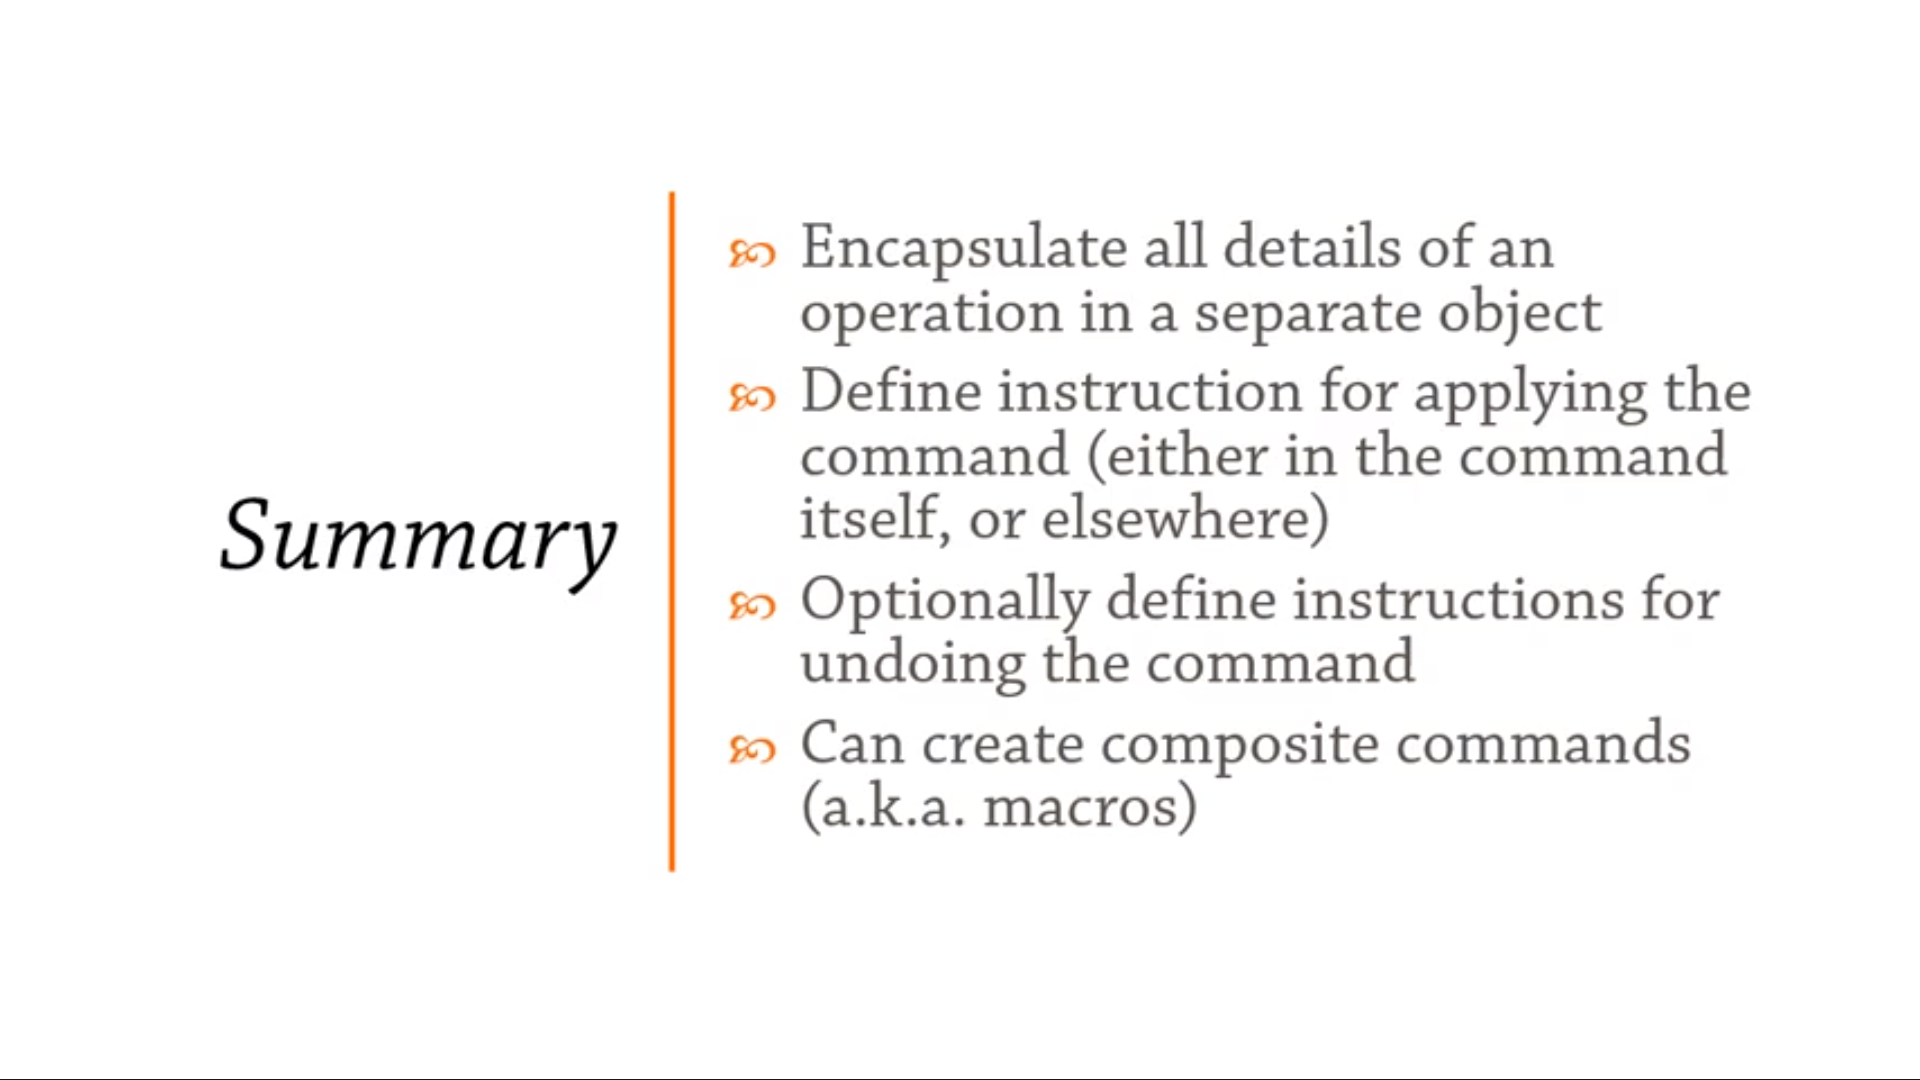 Summary
Encapsulate all details of an
operation in a separate object
Define instruction for applying the
command (either in the command
itself, or elsewhere)
Optionally define instructions for
undoing the command
Can create composite commands
(a.k.a. macros)